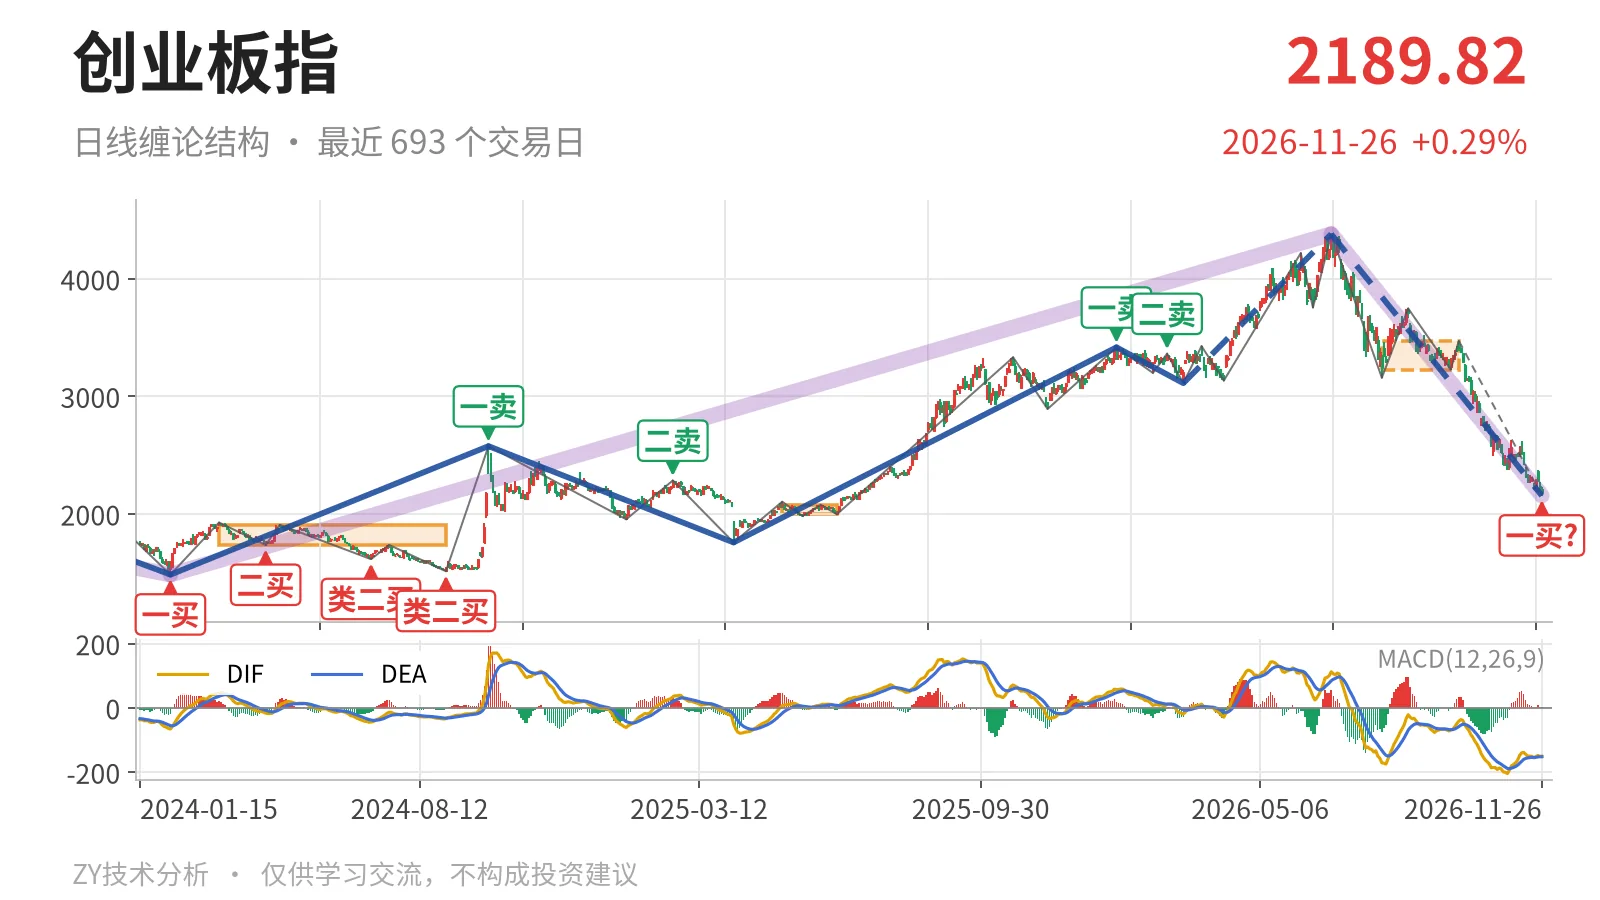 创业板指
2189.82
日线缠论结构 · 最近 693 个交易日
2026-11-26 +0.29%
4000
3000
2000
一卖
二卖
一卖
二卖
一买
二买
类二买
类二买
一买?
200
0
-200
DIF
DEA
MACD(12,26,9)
2024-01-15
2024-08-12
2025-03-12
2025-09-30
2026-05-06
2026-11-26
ZY技术分析 · 仅供学习交流，不构成投资建议